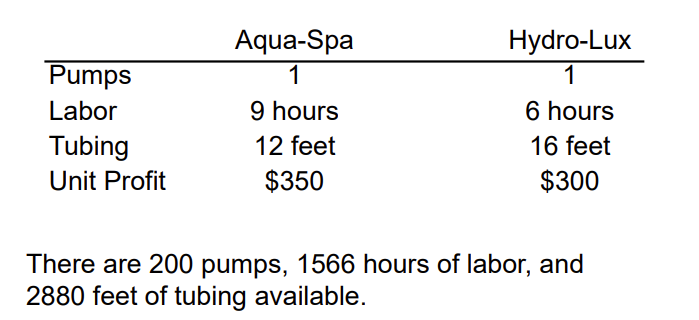 Aqua-Spa Hydro-Lux
Pumps 1 1
Labor 9 hours 6 hours
Tubing 12 feet 16 feet
Unit Profit $350 $300
There are 200 pumps, 1566 hours of labor, and
2880 feet of tubing available.